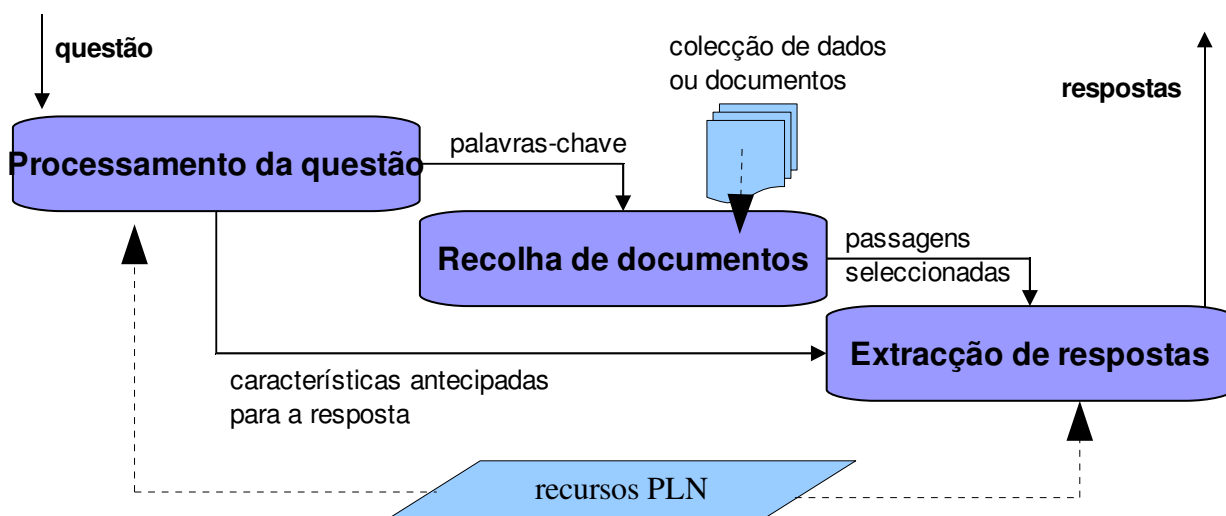 questão
colecção de dados
ou documentos
respostas
Processamento da questão
palavras-chave
Recolha de documentos
passagens
seleccionadas
Extracção de respostas
características antecipadas
para a resposta
recursos PLN